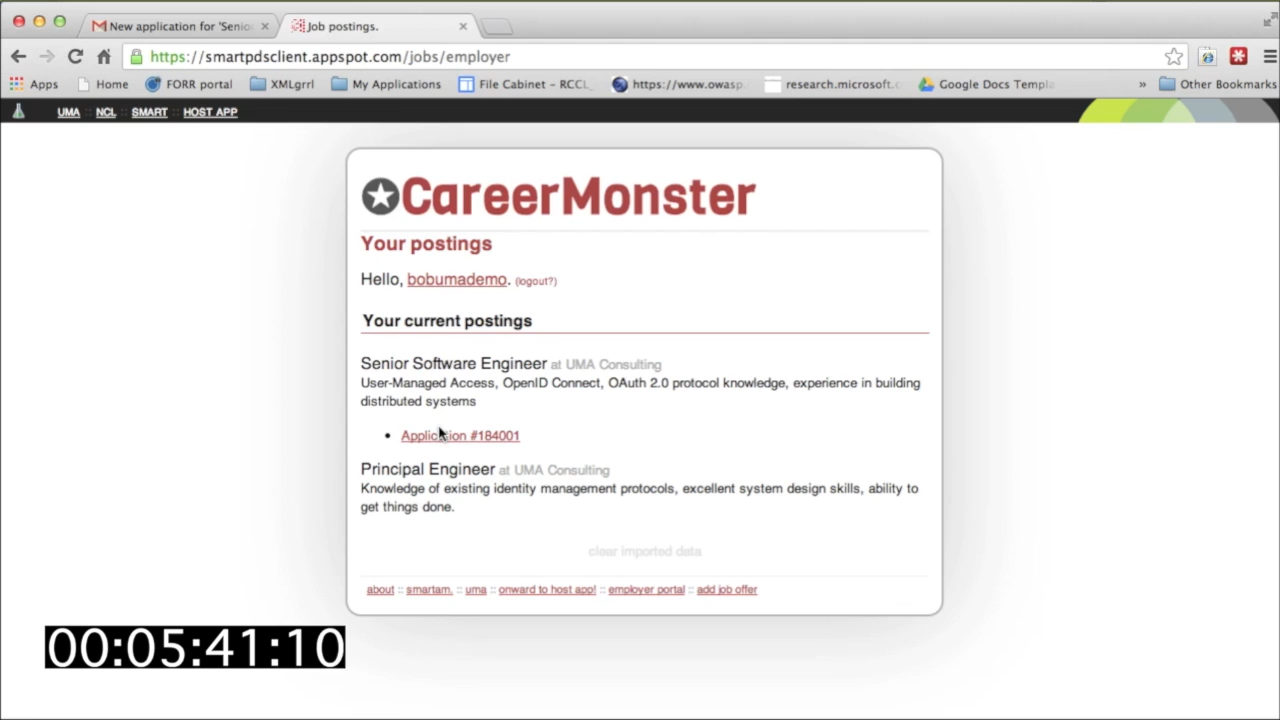 New application for 'Senio
Job postings.
https://smartpdsclient.appspot.com/jobs/employer
Apps Home FORR portal XMLgrrl My Applications File Cabinet – RCCL_ https://www.owasp. research.microsoft.c Google Docs Templa » Other Bookmarks
UMA :: NCL :: SMART :: HOST APP
CareerMonster
Your postings
Hello, bobumademo. (logout?)
Your current postings
Senior Software Engineer at UMA Consulting
User-Managed Access, OpenID Connect, OAuth 2.0 protocol knowledge, experience in building
distributed systems
• Application #184001
Principal Engineer at UMA Consulting
Knowledge of existing identity management protocols, excellent system design skills, ability to
get things done.
clear imported data
about :: smartam. :: uma :: onward to host app! :: employer portal :: add job offer
00:05:41:10